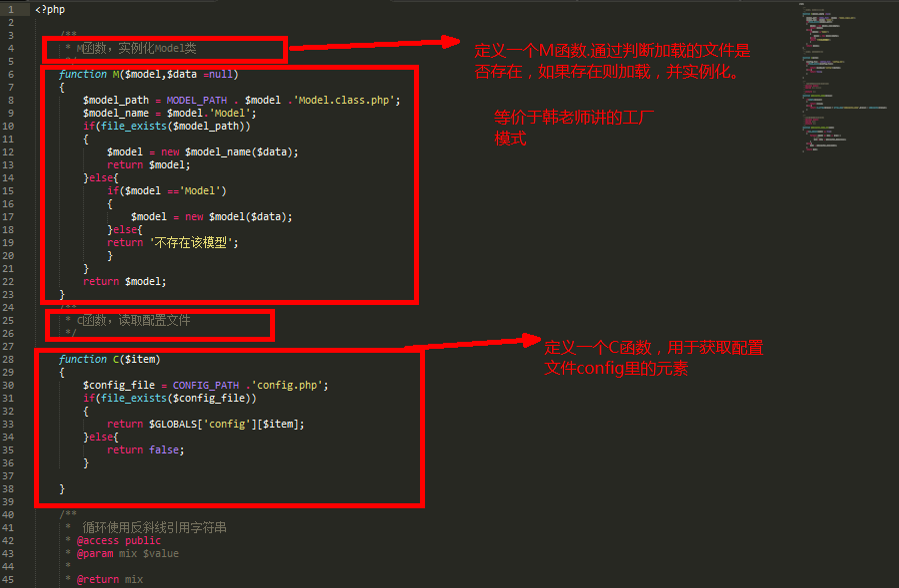 1 <?php
2
3 /**
4 * M函数，实例化Model类
5 */
6 function M($model,$data =null)
7 {
8 $model_path = MODEL_PATH . $model .'Model.class.php';
9 $model_name = $model.'Model';
10 if(file_exists($model_path))
11 {
12 $model = new $model_name($data);
13 return $model;
14 }else{
15 if($model =='Model')
16 {
17 $model = new $model($data);
18 }else{
19 return '不存在该模型';
20 }
21 }
22 return $model;
23 }
24 /**
25 * C函数，读取配置文件
26 */
27
28 function C($item)
29 {
30 $config_file = CONFIG_PATH .'config.php';
31 if(file_exists($config_file))
32 {
33 return $GLOBALS['config'][$item];
34 }else{
35 return false;
36 }
37
38 }
39
40 /**
41 * 循环使用反斜线引用字符串
42 * @access public
43 * @param mix $value
44 *
45 * @return mix
定义一个M函数.通过判断加载的文件是
否存在，如果存在则加载，并实例化。
等价于韩老师讲的工厂
模式
定义一个C函数，用于获取配置
文件config里的元素